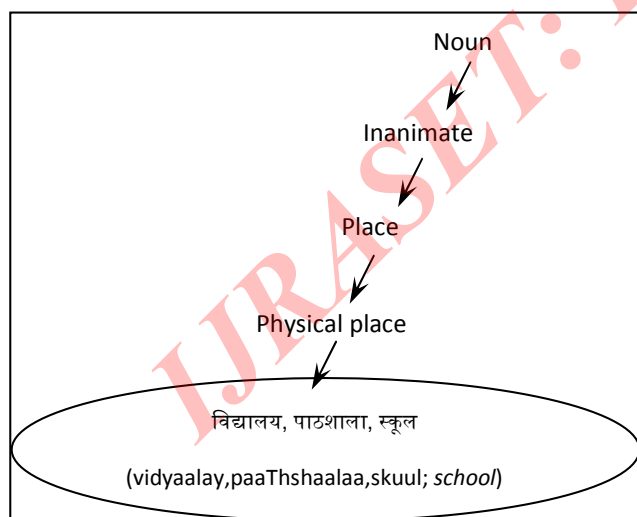 Noun
Inanimate
Place
Physical place
विद्यालय, पाठशाला, स्कूल
(vidyaalay,paaThshaalaa,skuul; school)
IJRASET: